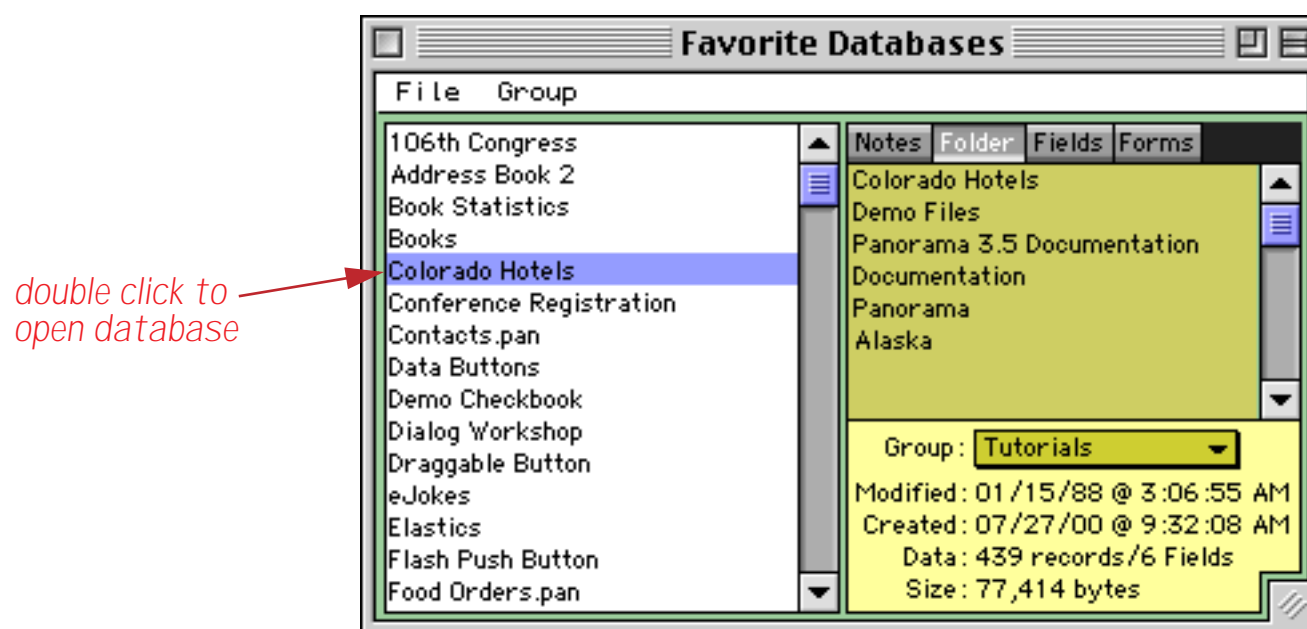 Favorite Databases
File Group
106th Congress
Address Book 2
Book Statistics
Books
Colorado Hotels
Conference Registration
Contacts.pan
Data Buttons
Demo Checkbook
Dialog Workshop
Draggable Button
eJokes
Elastics
Flash Push Button
Food Orders.pan
Notes Folder Fields Forms
Colorado Hotels
Demo Files
Panorama 3.5 Documentation
Documentation
Panorama
Alaska
Group: Tutorials
Modified: 01/15/88 @ 3:06:55 AM
Created: 07/27/00 @ 9:32:08 AM
Data: 439 records/6 Fields
Size: 77,414 bytes
double click to
open database